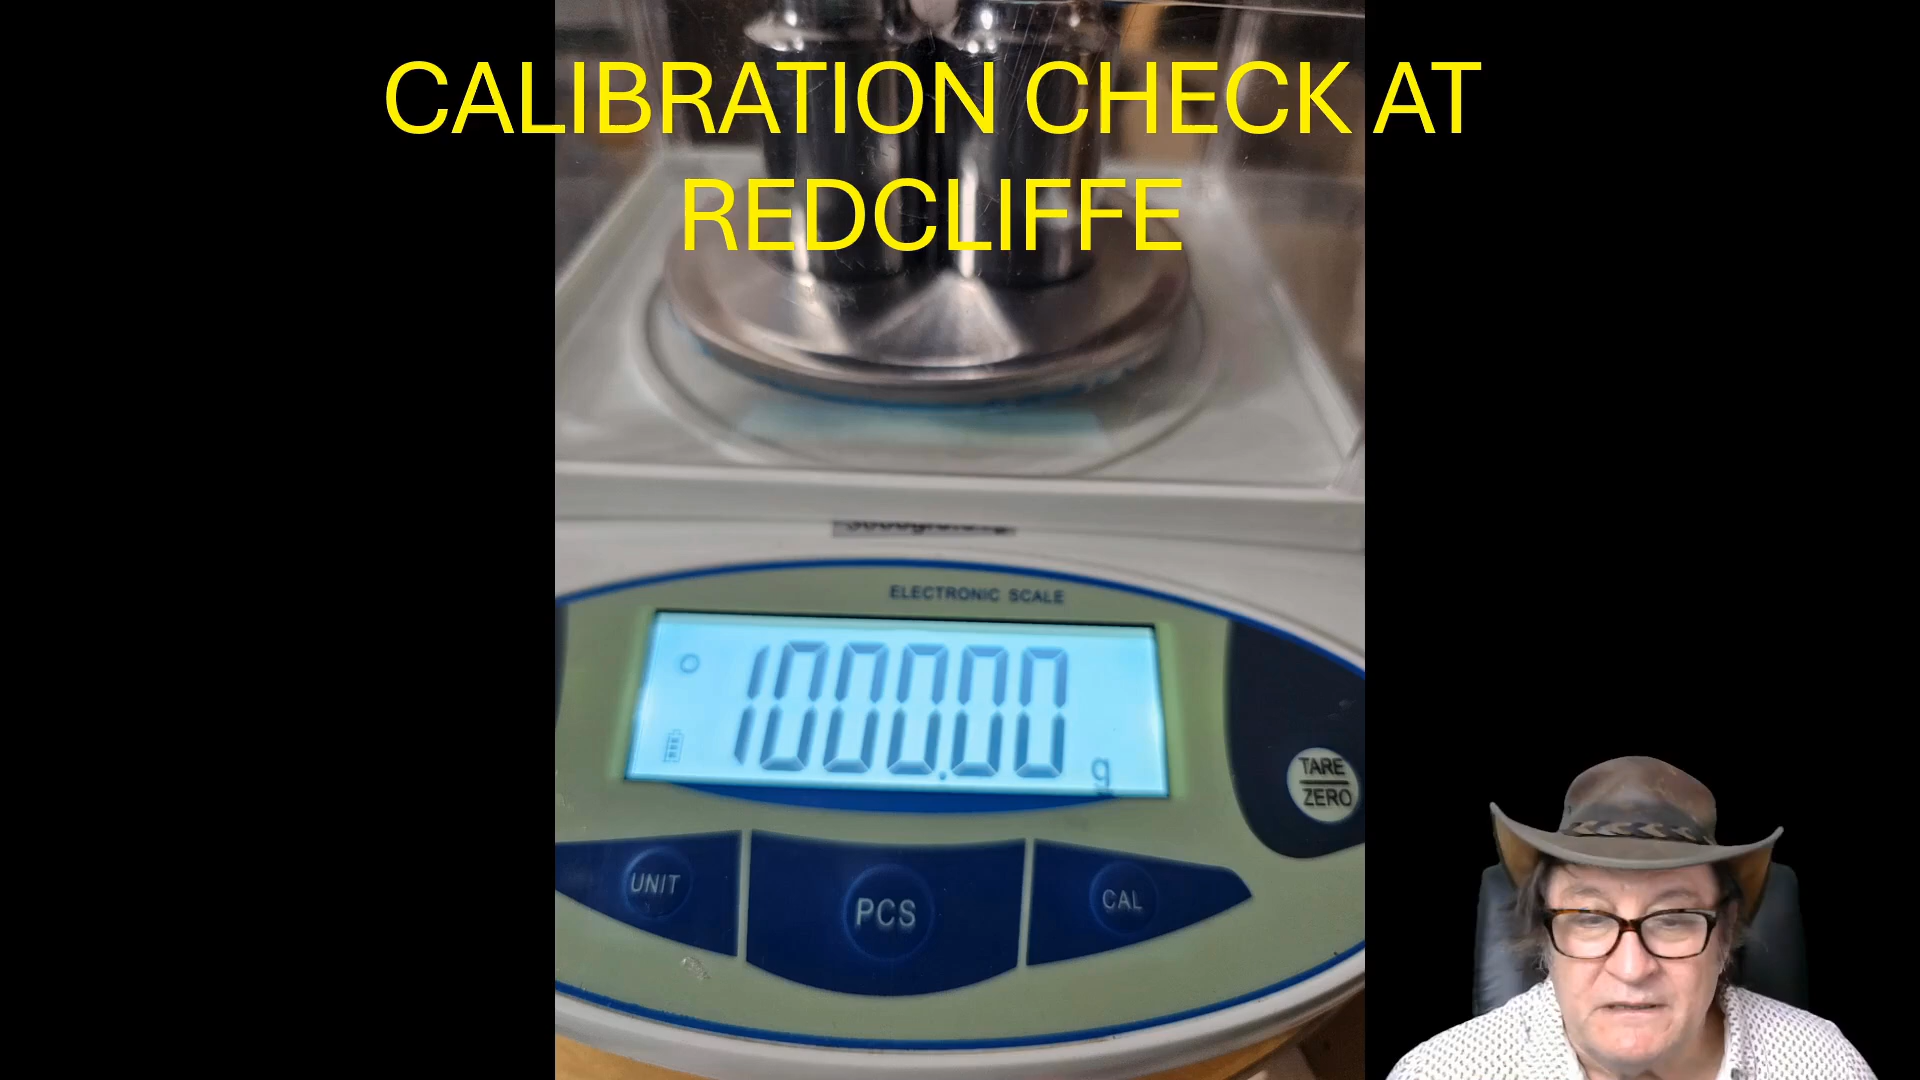 CALIBRATION CHECK AT
REDCLIFFE
ELECTRONIC SCALE
1000.00 g
TARE
ZERO
UNIT
PCS
CAL